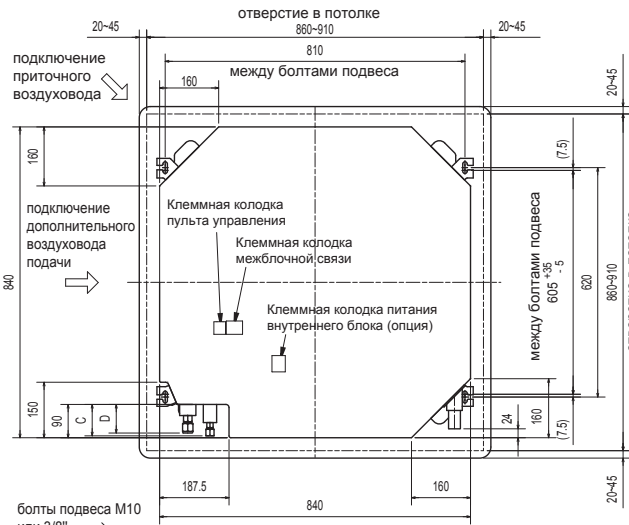 отверстие в потолке
20~45
860~910
20~45
810
между болтами подвеса
подключение
приточного
воздуховода
160
20~45
160
(7.5)
подключение
дополнительного
воздуховода
подачи
Клеммная колодка
пульта управления
Клеммная колодка
межблочной связи
Клеммная колодка питания
внутреннего блока (опция)
840
между болтами подвеса
605 +35 - 5
620
860~910
150
90
C
D
24
160
(7.5)
187.5
160
840
20~45
болты подвеса M10
или 3/8"